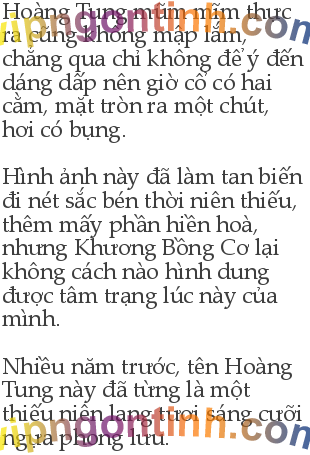 Hoàng Tung mũm mĩm thực
ra cũng không mập lắm,
chẳng qua chỉ không để ý đến
dáng dấp nên giờ cổ có hai
cằm, mặt tròn ra một chút,
hơi có bụng.
Hình ảnh này đã làm tan biến
đi nét sắc bén thời niên thiếu,
thêm mấy phần hiền hoà,
nhưng Khương Bồng Cơ lại
không cách nào hình dung
được tâm trạng lúc này của
mình.
Nhiều năm trước, tên Hoàng
Tung này đã từng là một
thiếu niên lang tươi sáng cưỡi
ngựa phong lưu.
vipngontinh.com
vipngontinh.com